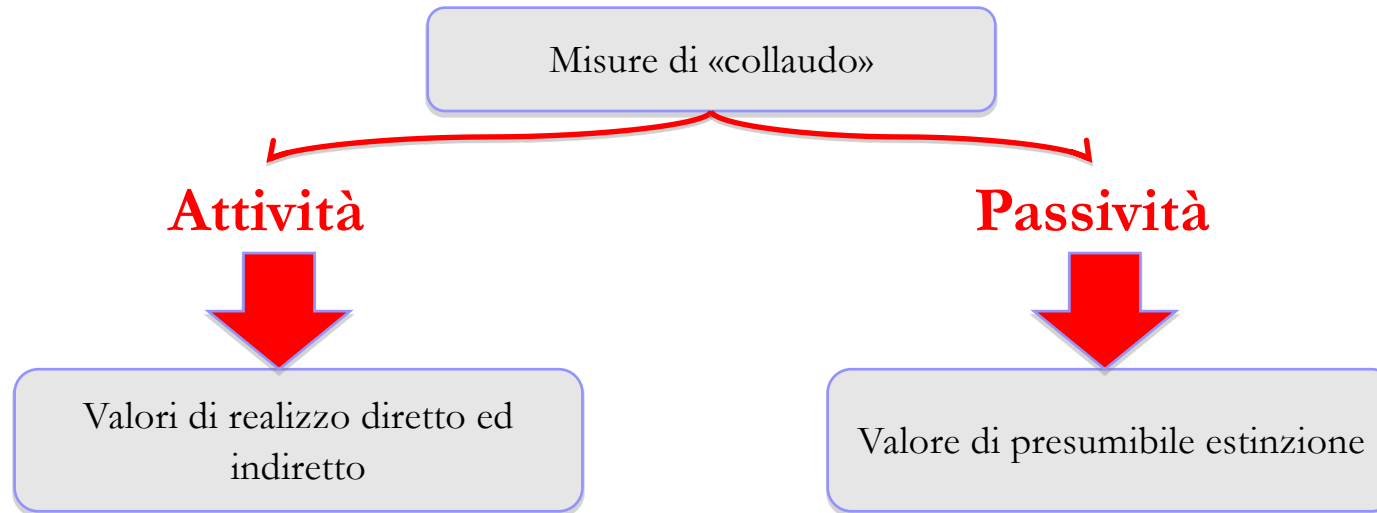 Misure di «collaudo»
Attività
Passività
Valori di realizzo diretto ed
indiretto
Valore di presumibile estinzione